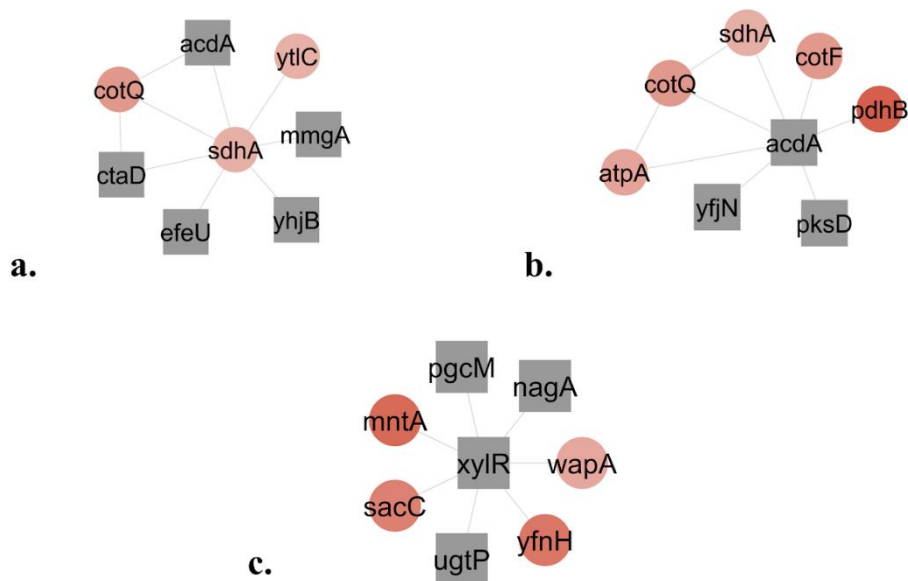 acdA
ytlC
cotQ
mmgA
sdhA
ctaD
yhjB
efeU
a.
sdhA
cotF
cotQ
pdhB
acdA
atpA
yfjN
pksD
b.
pgcM
nagA
mntA
xylR
wapA
sacC
yfnH
ugtP
c.